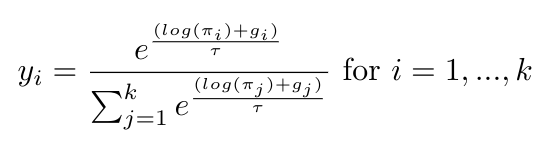 $y_i = \frac{e^{\frac{(log(\pi_i)+g_i)}{\tau}}}{\sum_{j=1}^{k} e^{\frac{(log(\pi_j)+g_j)}{\tau}}}$ for $i = 1, ..., k$